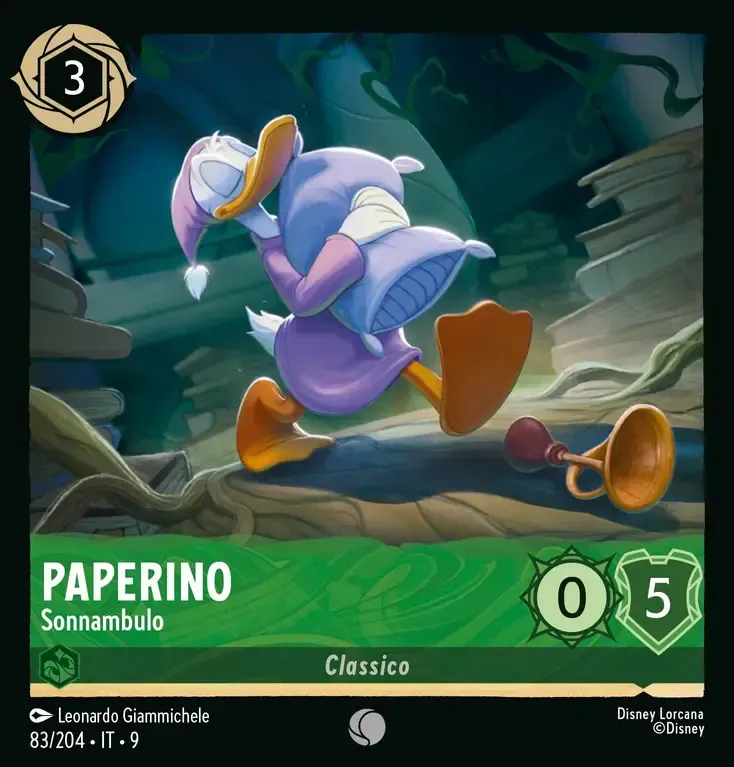 3
PAPERINO
Sonnambulo
0
5
Classico
Leonardo Giammichele
Disney Lorcana
83/204 • IT • 9
©Disney